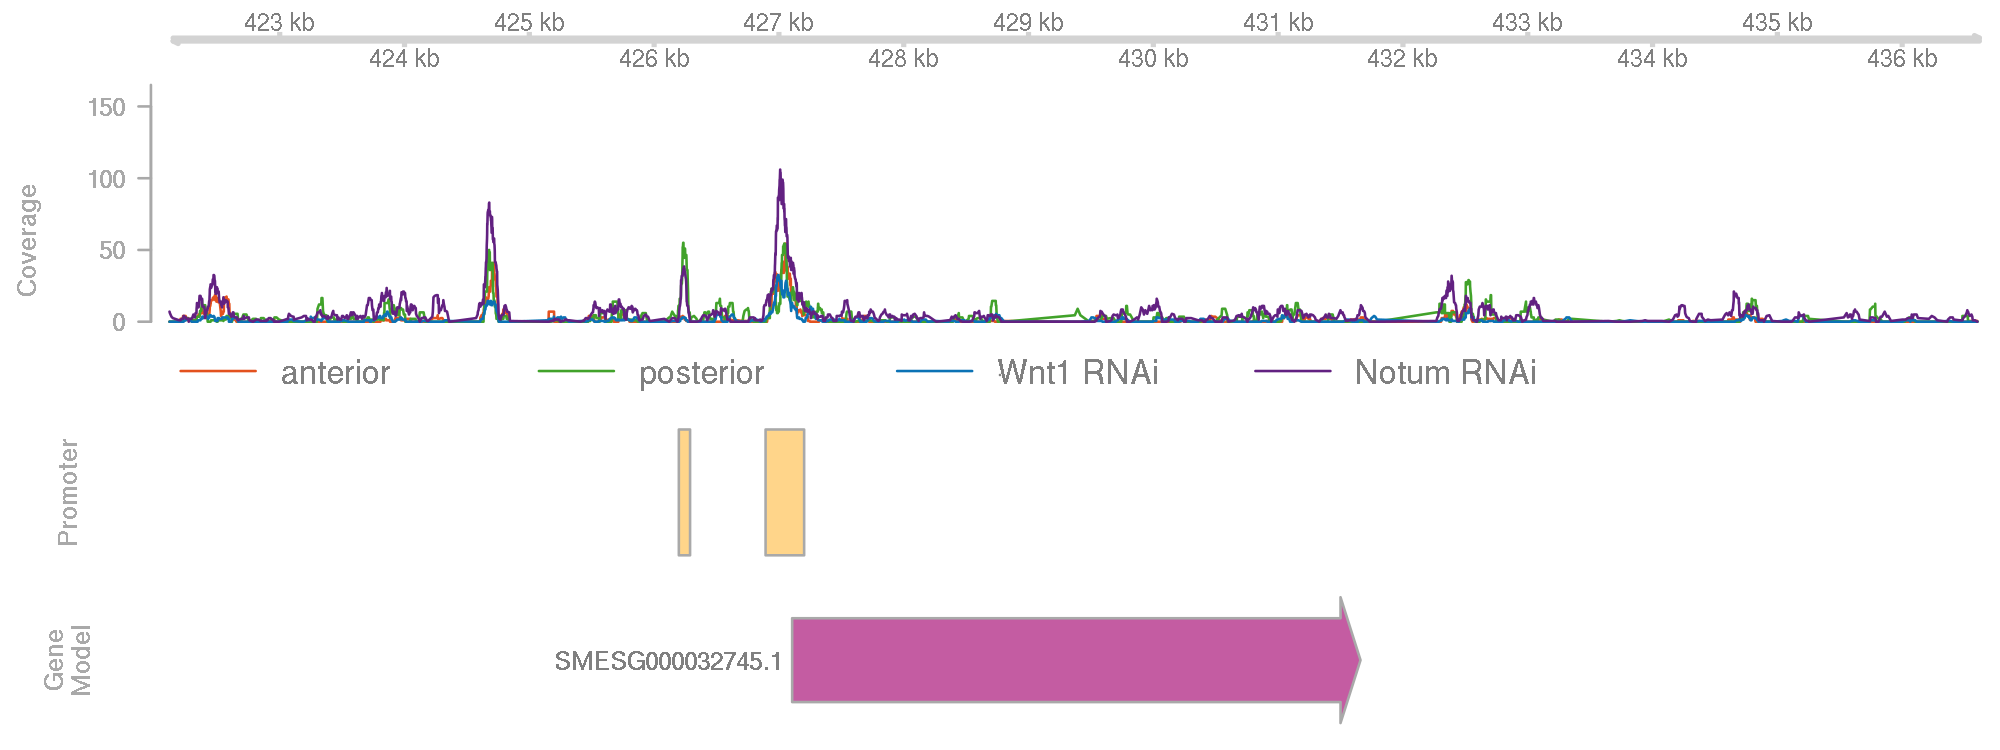 423 kb 425 kb 427 kb 429 kb 431 kb 433 kb 435 kb
424 kb 426 kb 428 kb 430 kb 432 kb 434 kb 436 kb
150
100
50
0
Coverage
anterior posterior Wnt1 RNAi Notum RNAi
Promoter
Gene
Model
SMESG000032745.1